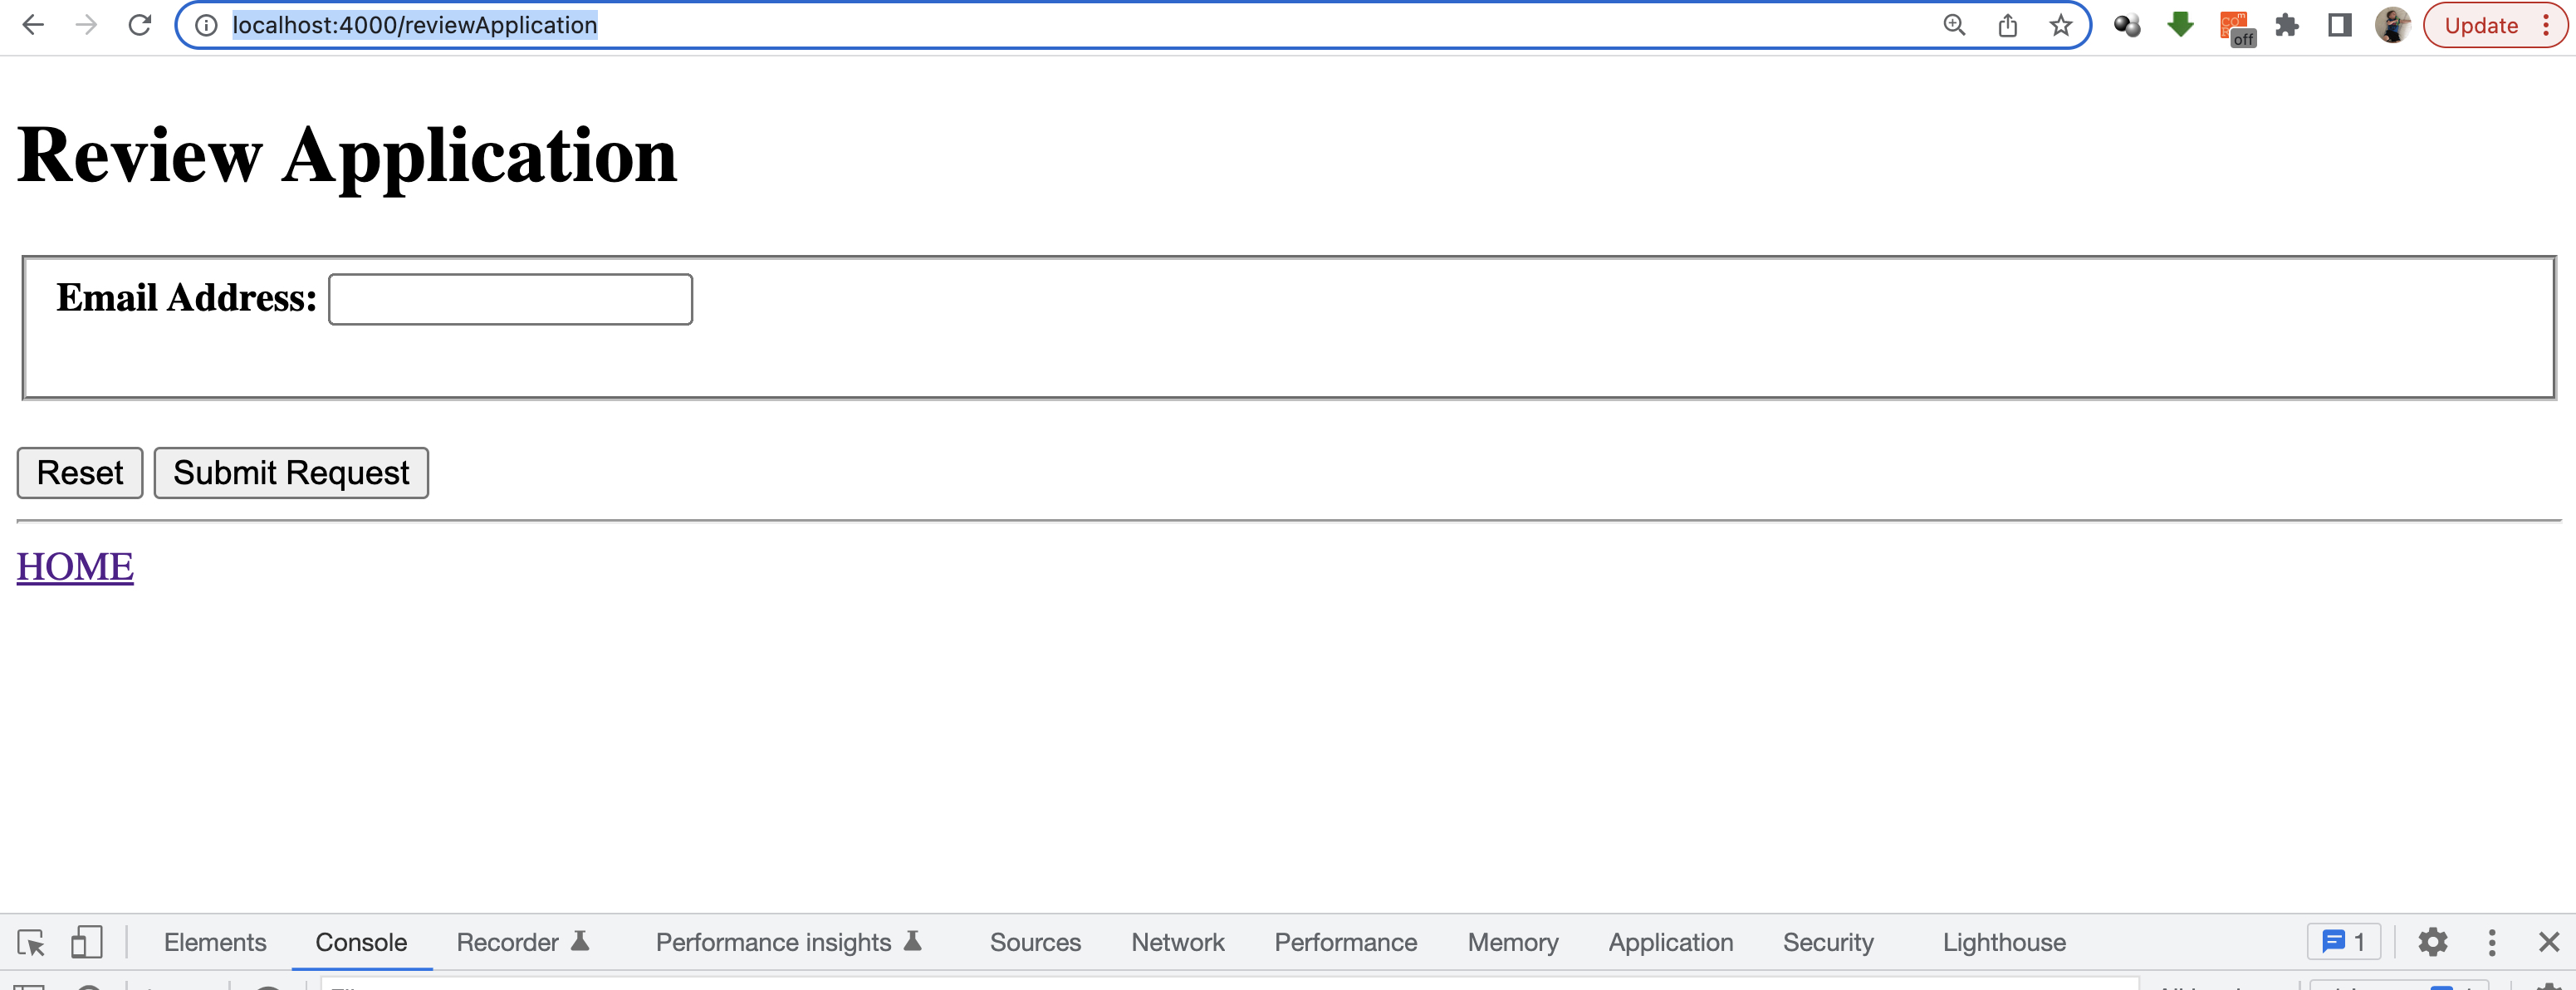 localhost:4000/reviewApplication
off
Update
Review Application
Email Address:
Reset Submit Request
HOME
Elements Console Recorder Performance insights Sources Network Performance Memory Application Security Lighthouse 1